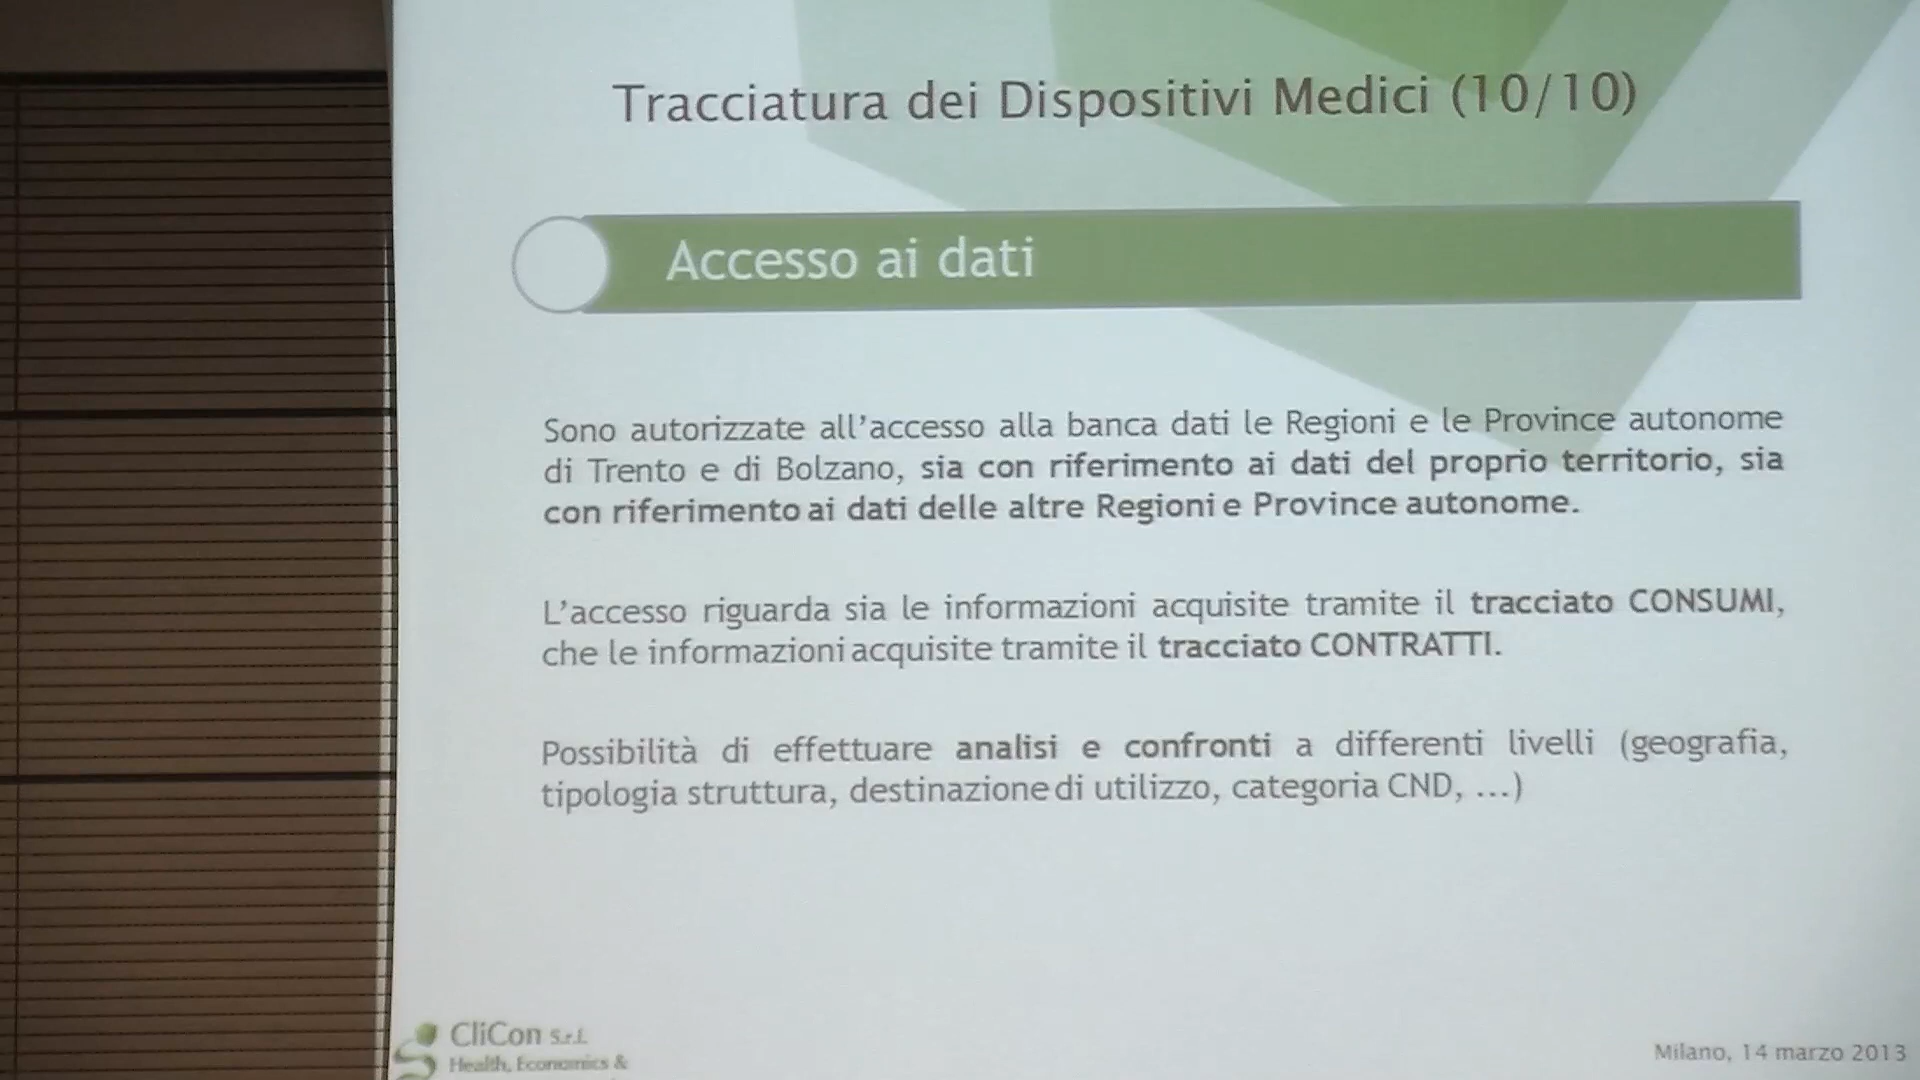 Tracciatura dei Dispositivi Medici (10/10)
Accesso ai dati
Sono autorizzate all'accesso alla banca dati le Regioni e le Province autonome
di Trento e di Bolzano, sia con riferimento ai dati del proprio territorio, sia
con riferimento ai dati delle altre Regioni e Province autonome.
L'accesso riguarda sia le informazioni acquisite tramite il tracciato CONSUMI,
che le informazioni acquisite tramite il tracciato CONTRATTI.
Possibilità di effettuare analisi e confronti a differenti livelli (geografia,
tipologia struttura, destinazione di utilizzo, categoria CND, ...)
CliCon S.r.l.
Health, Economics &
Milano, 14 marzo 2013